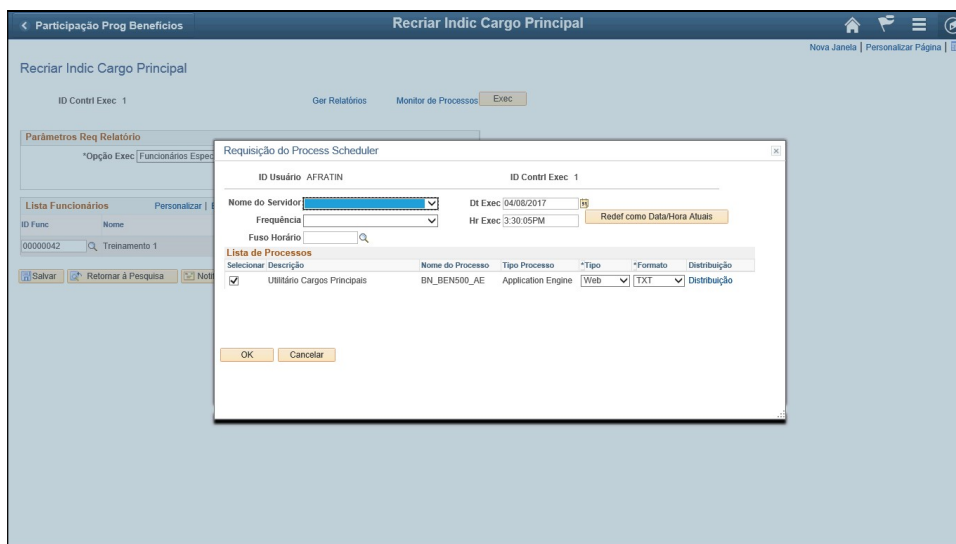 Participação Prog Benefícios
Recriar Indic Cargo Principal
Nova Janela | Personalizar Página |
Recriar Indic Cargo Principal
ID Contrl Exec 1 Ger Relatórios Monitor de Processos Exec
Parâmetros Req Relatório
*Opção Exec Funcionários Espec
Lista Funcionários Personalizar |
ID Func Nome
00000042 Treinamento 1
Salvar Retornar à Pesquisa Notif
Requisição do Process Scheduler
ID Usuário AFRATIN ID Contrl Exec 1
Nome do Servidor Dt Exec 04/08/2017
Frequência Hr Exec 3:30:05PM Redef como Data/Hora Atuais
Fuso Horário
Lista de Processos
Selecionar Descrição Nome do Processo Tipo Processo *Tipo *Formato Distribuição
Utilitário Cargos Principais BN_BEN500_AE Application Engine Web TXT Distribuição
OK Cancelar